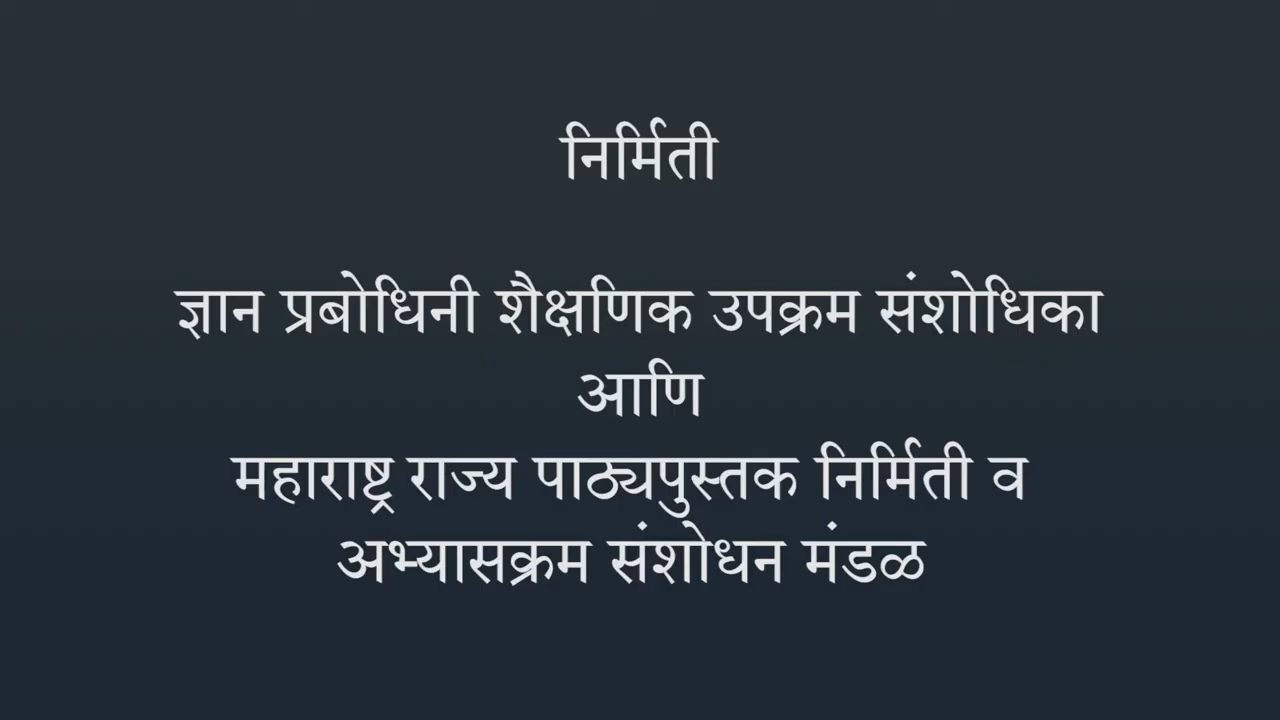 निर्मिती
ज्ञान प्रबोधिनी शैक्षणिक उपक्रम संशोधिका
आणि
महाराष्ट्र राज्य पाठ्यपुस्तक निर्मिती व
अभ्यासक्रम संशोधन मंडळ